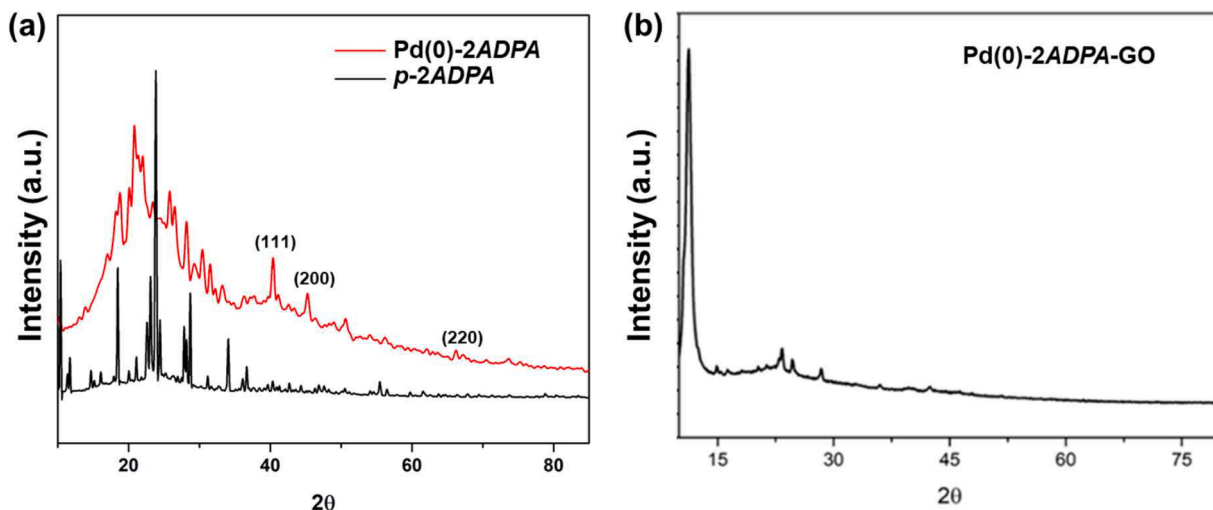 (a)
Pd(0)-2ADPA
p-2ADPA
(111)
(200)
(220)
Intensity (a.u.)
20 40 60 80
2θ
(b)
Pd(0)-2ADPA-GO
Intensity (a.u.)
15 30 45 60 75
2θ